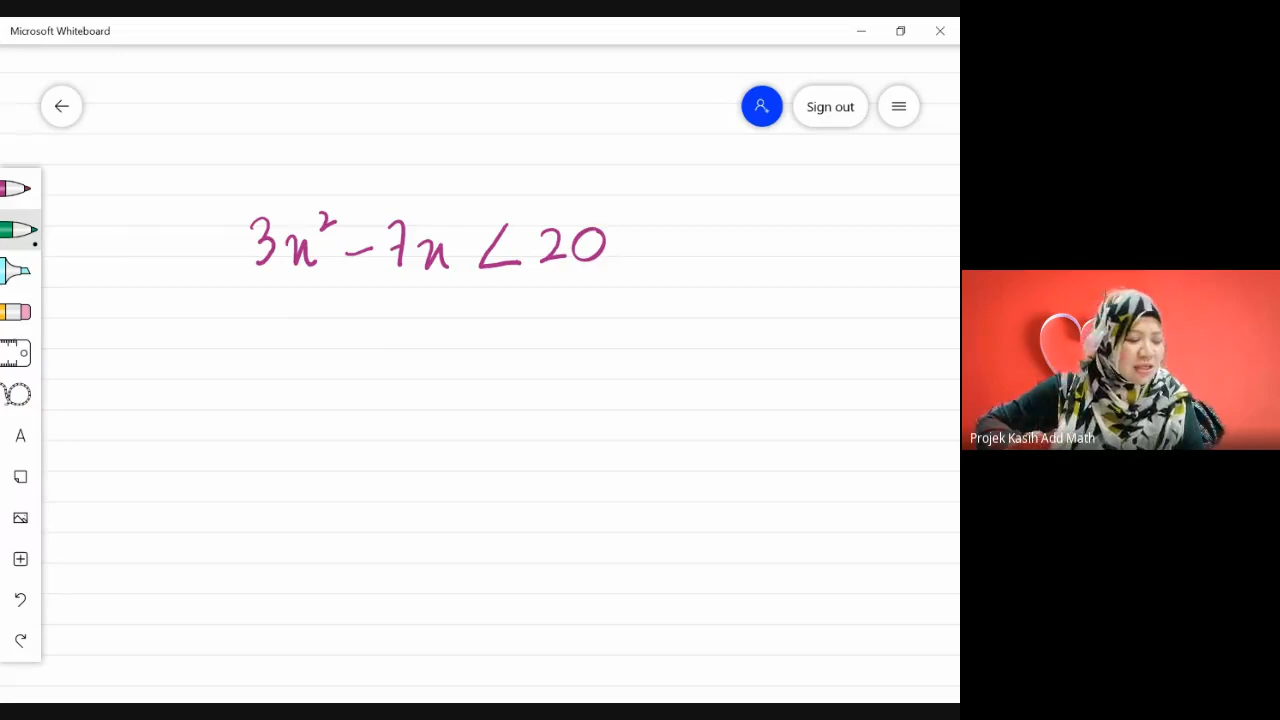 Microsoft Whiteboard
Sign out
3x² - 7x < 20
A
Projek Kasih Add Math